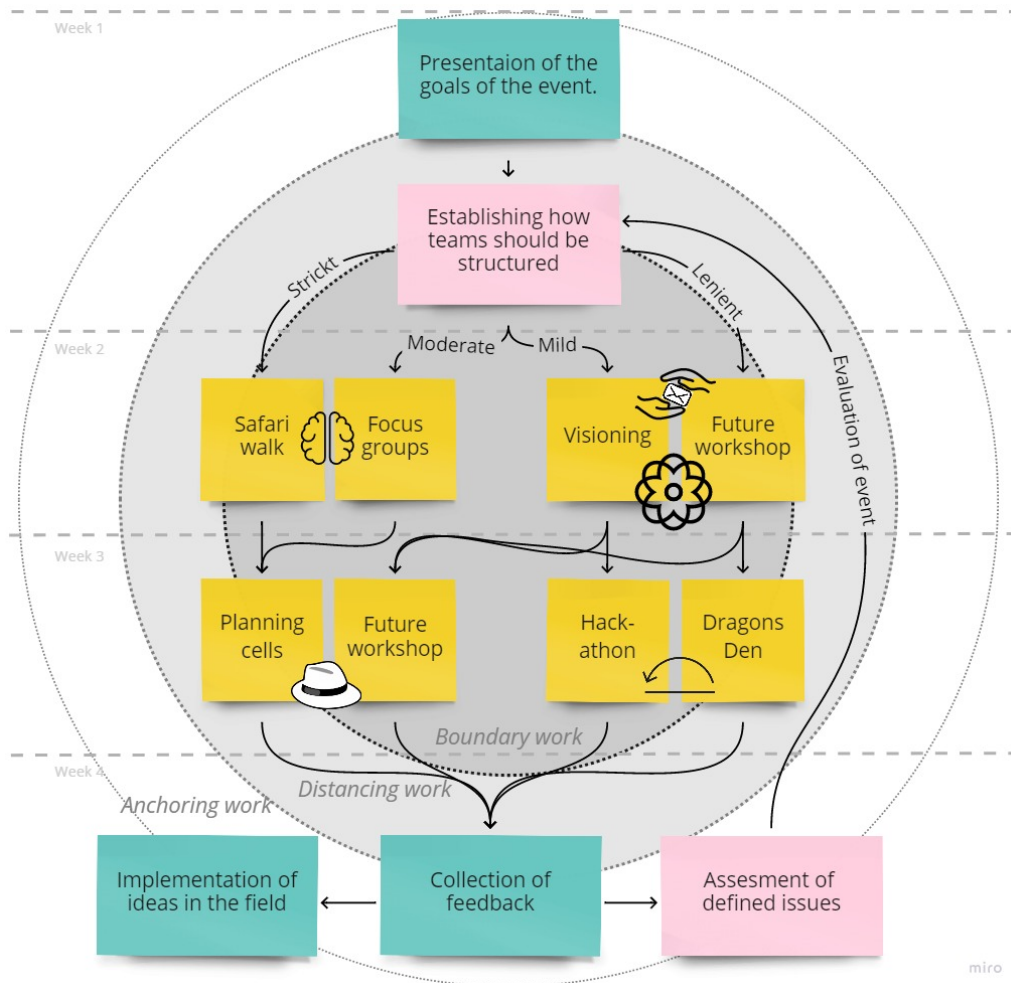 Week 1
Presentaion of the
goals of the event.
Establishing how
teams should be
structured
Strickt
Lenient
Week 2
Moderate
Mild
Evaluation of event
Safari
walk
Focus
groups
Visioning
Future
workshop
Week 3
Planning
cells
Future
workshop
Hack-
athon
Dragons
Den
Boundary work
Week 4
Distancing work
Anchoring work
Implementation of
ideas in the field
Collection of
feedback
Assesment of
defined issues
miro